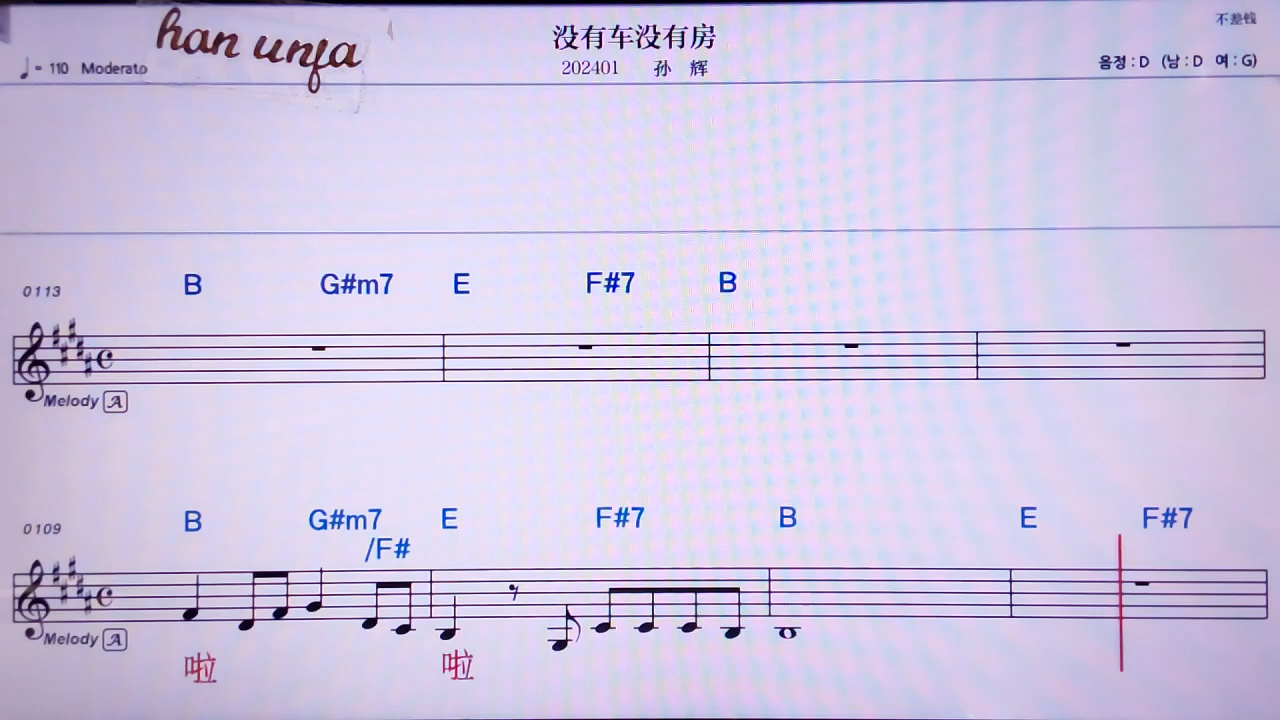 han unfa
没有车没有房
不差钱
♩= 110 Moderato
202401 孙 辉
음정 : D (남 : D 여 : G)
0113
B G#m7 E F#7 B
Melody A
0109
B G#m7 E F#7 B E F#7
/F#
Melody A
啦 啦